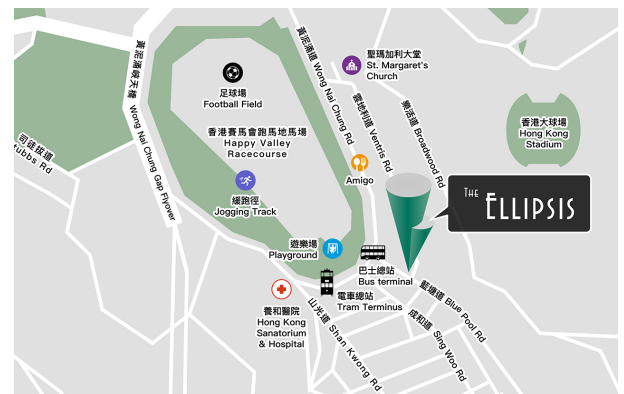 黃泥涌峽天橋 Wong Nai Chung Gap Flyover
司徒拔道
tubbs Rd
足球場
Football Field
香港賽馬會跑馬地馬場
Happy Valley
Racecourse
緩跑徑
Jogging Track
遊樂場
Playground
養和醫院
Hong Kong
Sanatorium
& Hospital
電車總站
Tram Terminus
巴士總站
Bus terminal
山光道 Shan Kwong Rd
黃泥涌道 Wong Nai Chung Rd
聖瑪加利大堂
St. Margaret's
Church
雲地利道 Ventris Rd
樂活道 Broadwood Rd
Amigo
香港大球場
Hong Kong
Stadium
THE ELLIPSIS
藍塘道 Blue Pool Rd
成和道 Sing Woo Rd